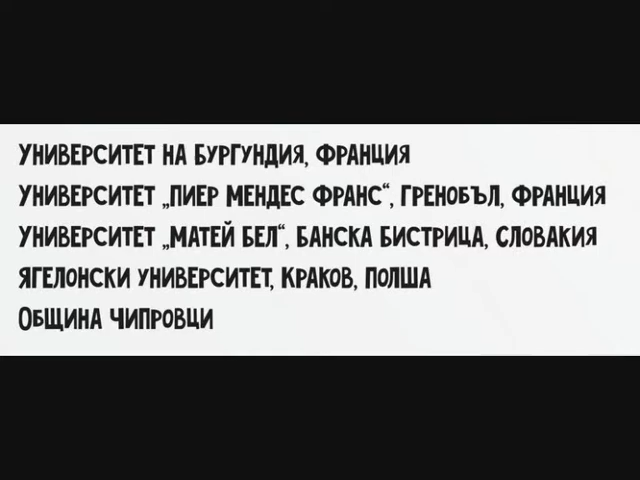 Университет на Бургундия, Франция
Университет „Пиер Мендес Франс“, Гренобъл, Франция
Университет „Матей Бел“, Банска Бистрица, Словакия
Ягелонски университет, Краков, Полша
Община Чипровци